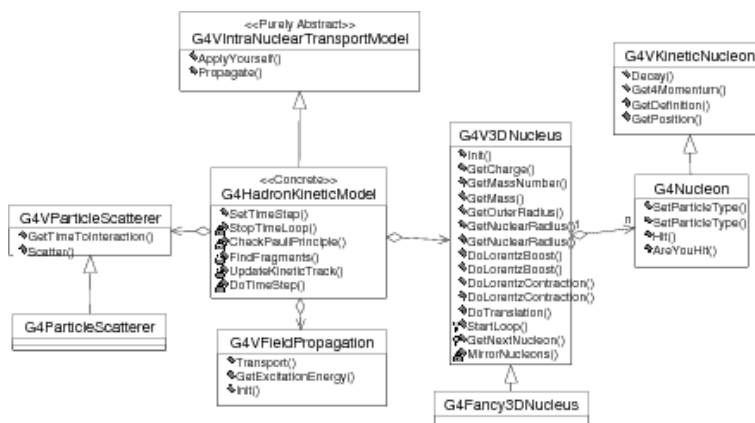 <<Purely Abstract>>
G4VIntraNuclearTransportModel
ApplyYourself()
Propagate()
G4VKineticNucleon
Decay()
Get4Momentum()
GetDefinition()
GetPosition()
G4V3DNucleus
Init()
GetCharge()
GetMassNumber()
GetMass()
GetOuterRadius()
GetNuclearRadius()
GetNuclearRadius()
DoLorentzBoost()
DoLorentzBoost()
DoLorentzContraction()
DoLorentzContraction()
DoTranslation()
StartLoop()
GetNextNucleon()
MirrorNucleons()
1
n
<<Concrete>>
G4HadronKineticModel
SetTimeStep()
StopTimeLoop()
CheckPauliPrinciple()
FindFragments()
UpdateKineticTrack()
DoTimeStep()
G4Nucleon
SetParticleType()
SetParticleType()
Hit()
AreYouHit()
G4VParticleScatterer
GetTimeToInteraction()
Scatter()
G4ParticleScatterer
G4VFieldPropagation
Transport()
GetExcitationEnergy()
Init()
G4Fancy3DNucleus